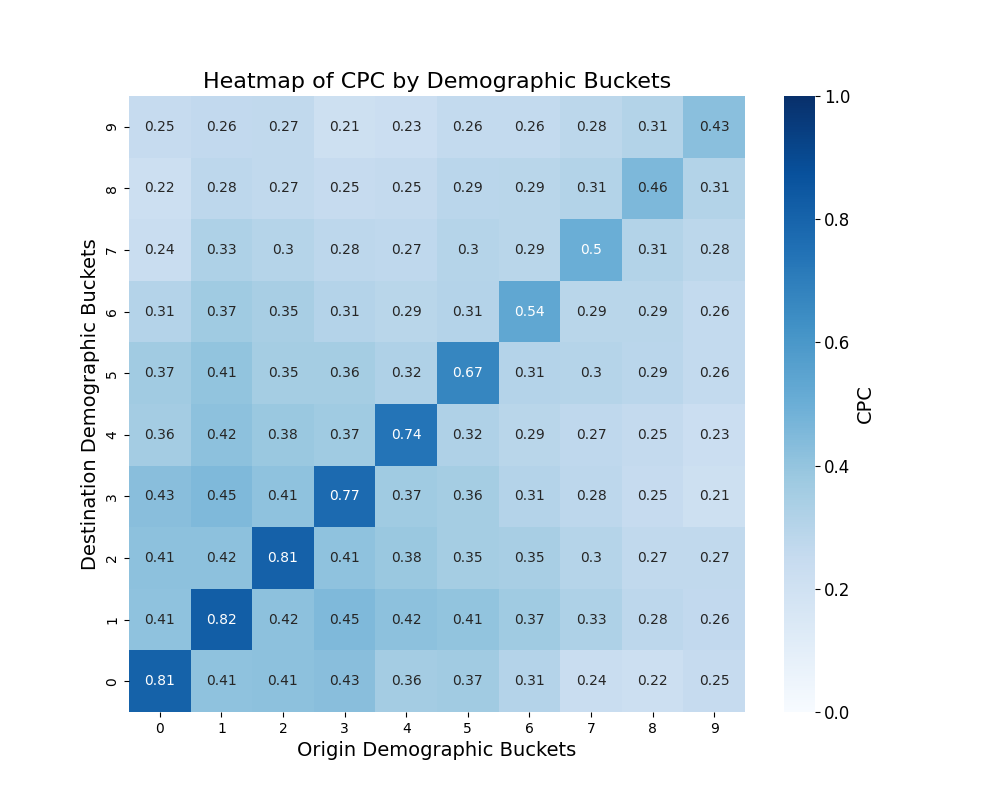 Heatmap of CPC by Demographic Buckets
9 0.25 0.26 0.27 0.21 0.23 0.26 0.26 0.28 0.31 0.43
8 0.22 0.28 0.27 0.25 0.25 0.29 0.29 0.31 0.46 0.31
7 0.24 0.33 0.3 0.28 0.27 0.3 0.29 0.5 0.31 0.28
6 0.31 0.37 0.35 0.31 0.29 0.31 0.54 0.29 0.29 0.26
5 0.37 0.41 0.35 0.36 0.32 0.67 0.31 0.3 0.29 0.26
4 0.36 0.42 0.38 0.37 0.74 0.32 0.29 0.27 0.25 0.23
3 0.43 0.45 0.41 0.77 0.37 0.36 0.31 0.28 0.25 0.21
2 0.41 0.42 0.81 0.41 0.38 0.35 0.35 0.3 0.27 0.27
1 0.41 0.82 0.42 0.45 0.42 0.41 0.37 0.33 0.28 0.26
0 0.81 0.41 0.41 0.43 0.36 0.37 0.31 0.24 0.22 0.25
0 1 2 3 4 5 6 7 8 9
Origin Demographic Buckets
Destination Demographic Buckets
1.0
0.8
0.6
0.4
0.2
0.0
CPC